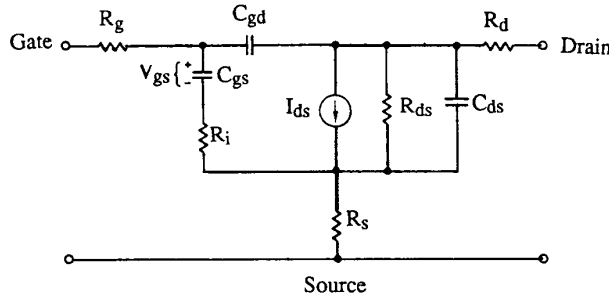 Gate
Rg
Cgd
Rd
Drain
Vgs { + -
Cgs
Ids
Rds
Cds
Ri
Rs
Source